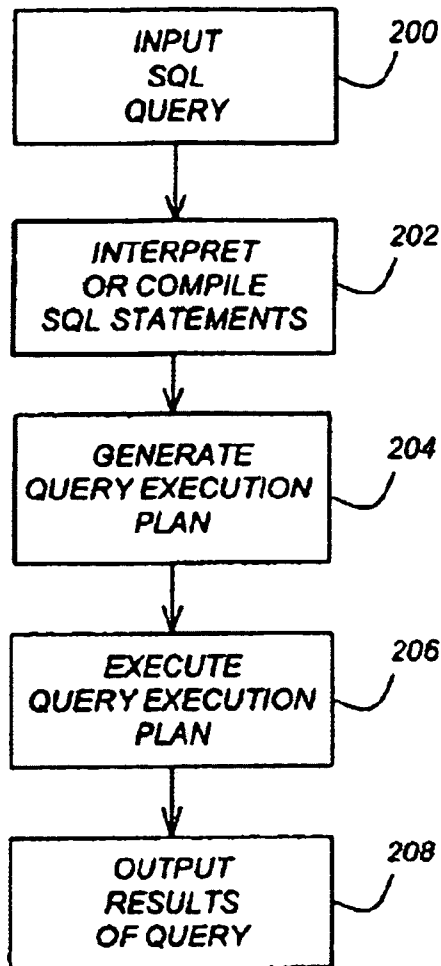 INPUT
SQL
QUERY
200
INTERPRET
OR COMPILE
SQL STATEMENTS
202
GENERATE
QUERY EXECUTION
PLAN
204
EXECUTE
QUERY EXECUTION
PLAN
206
OUTPUT
RESULTS
OF QUERY
208